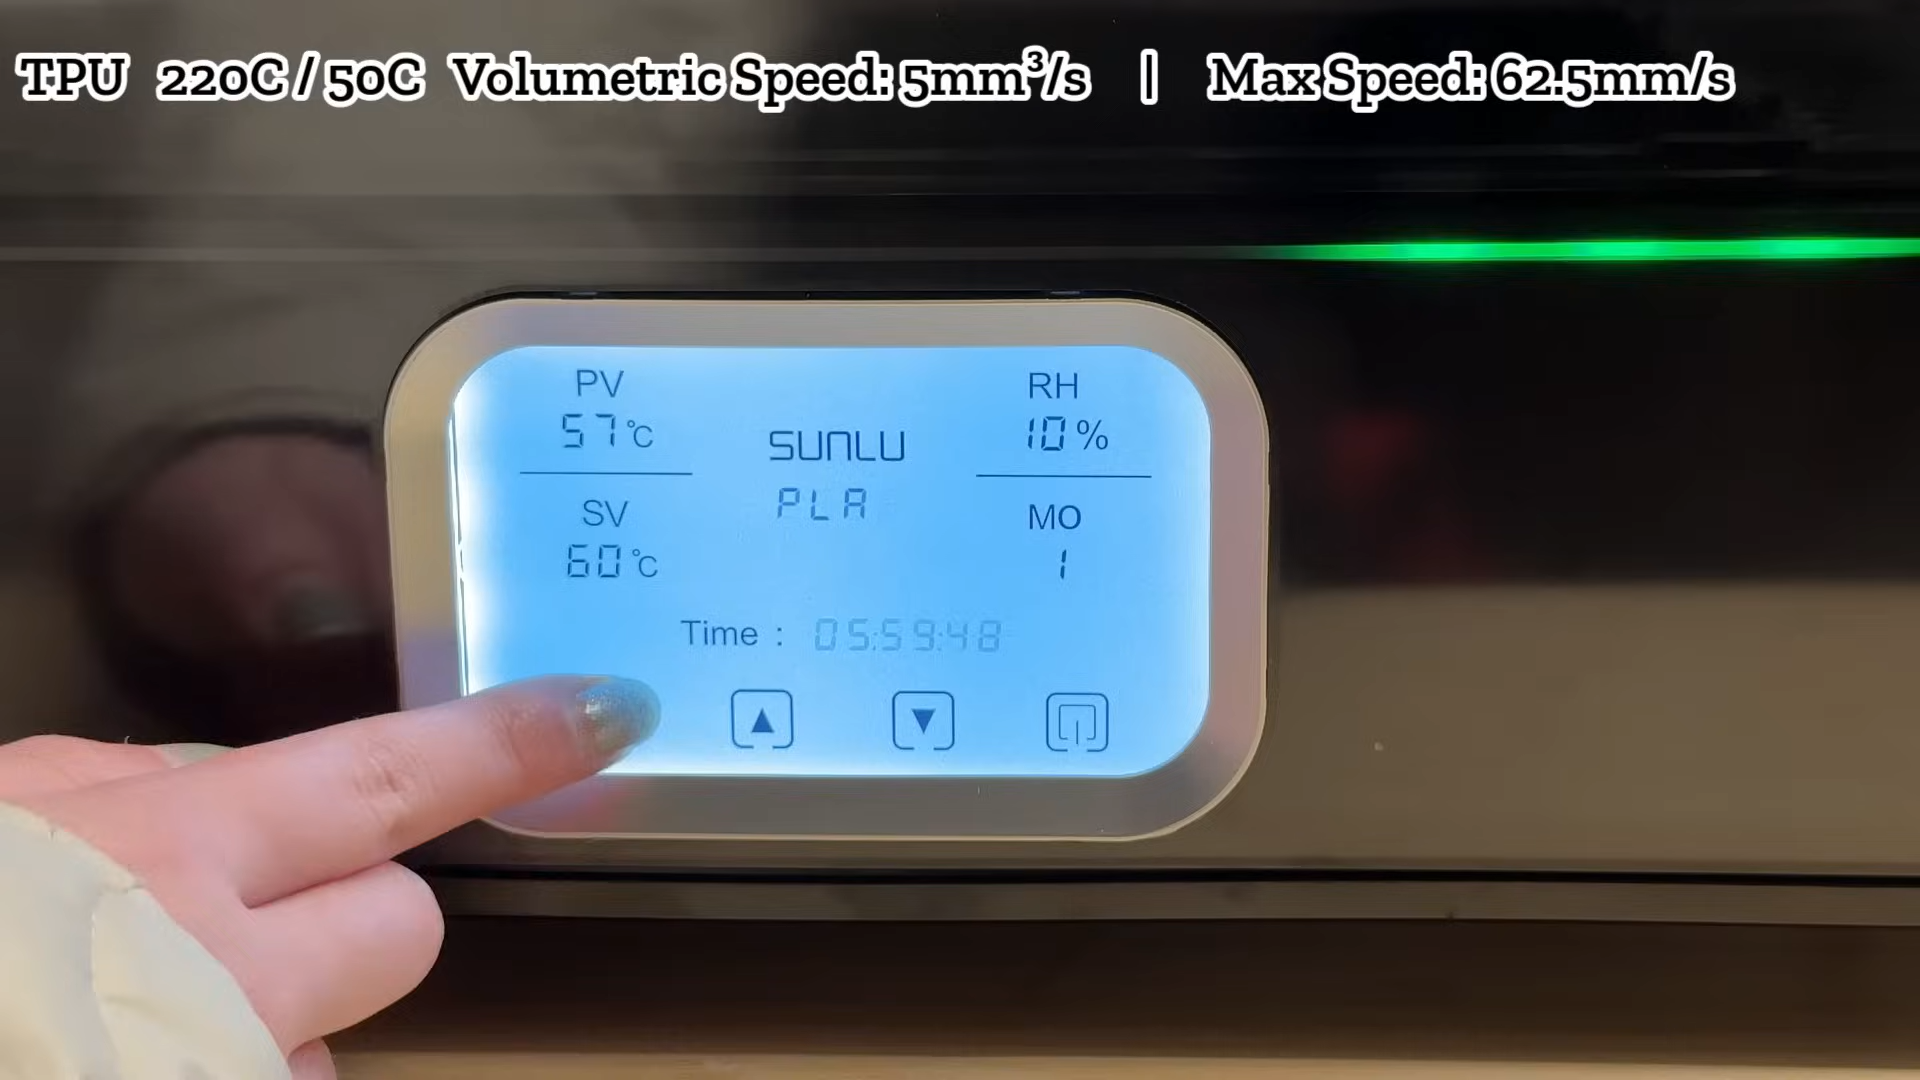 TPU 220C / 50C Volumetric Speed: 5mm³/s | Max Speed: 62.5mm/s
PV
57°C
SV
60°C
SUNLU
PLA
RH
10%
MO
1
Time : 05:59:48